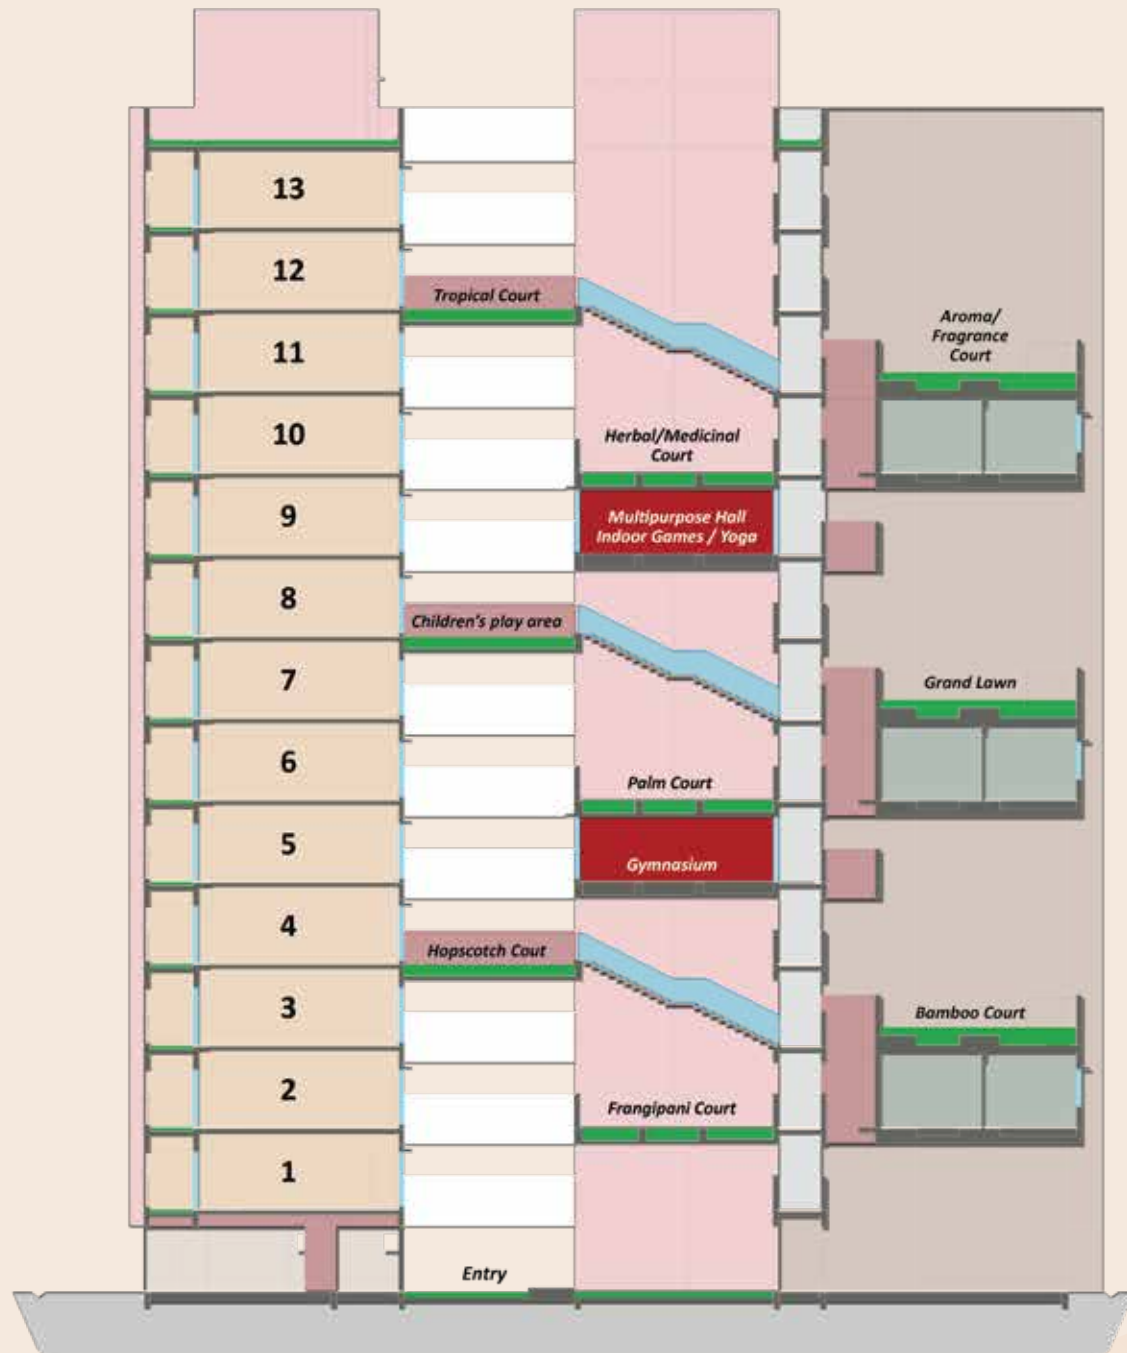 13
12
Tropical Court
Aroma/
Fragrance
Court
11
10
Herbal/Medicinal
Court
9
Multipurpose Hall
Indoor Games / Yoga
8
Children's play area
7
Grand Lawn
6
Palm Court
5
Gymnasium
4
Hopscotch Cout
3
Bamboo Court
2
Frangipani Court
1
Entry